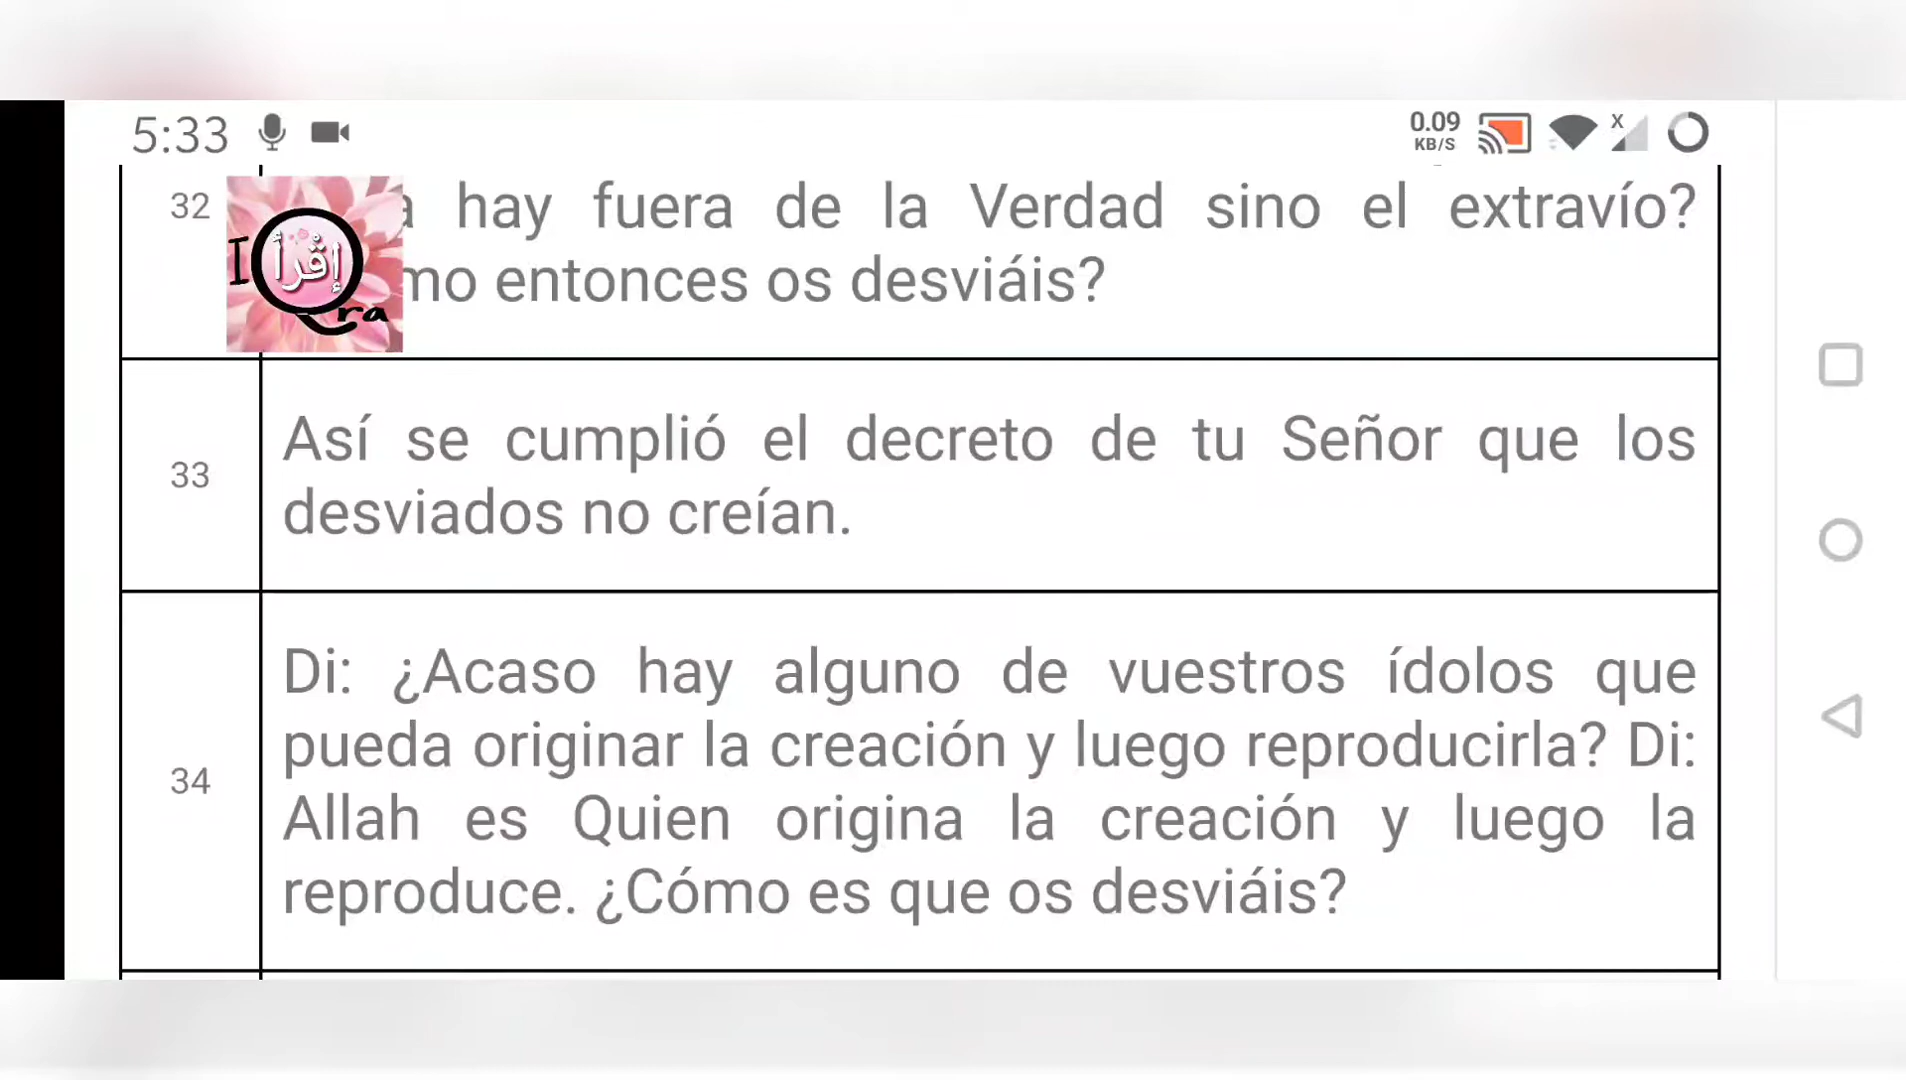 5:33
0.09
KB/S
X
32
hay fuera de la Verdad sino el extravío?
entonces os desviáis?
إقرأ
I Qra
33
Así se cumplió el decreto de tu Señor que los
desviados no creían.
34
Di: ¿Acaso hay alguno de vuestros ídolos que
pueda originar la creación y luego reproducirla? Di:
Allah es Quien origina la creación y luego la
reproduce. ¿Cómo es que os desviáis?